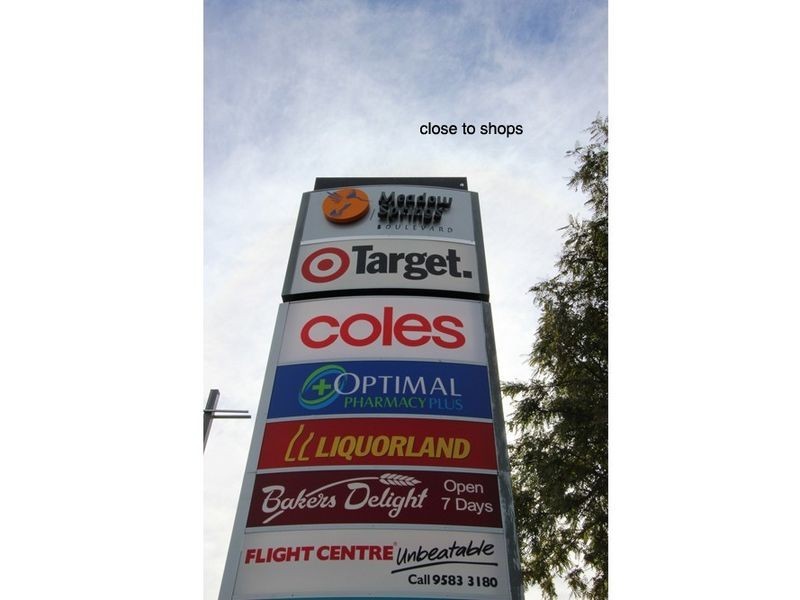 close to shops
Meadow
Springs
BOULEVARD
Target.
coles
OPTIMAL
PHARMACY PLUS
LIQUORLAND
Bakers Delight Open
7 Days
FLIGHT CENTRE Unbeatable
Call 9583 3180